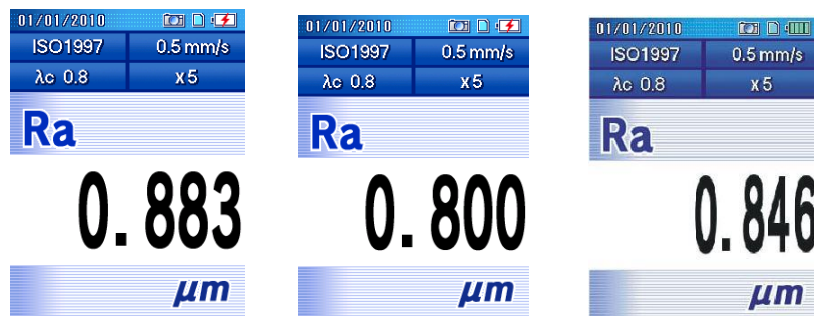 01/01/2010
ISO1997 0.5 mm/s
λc 0.8 x5
Ra
0.883
µm
01/01/2010
ISO1997 0.5 mm/s
λc 0.8 x5
Ra
0.800
µm
01/01/2010
ISO1997 0.5 mm/s
λc 0.8 x5
Ra
0.846
µm